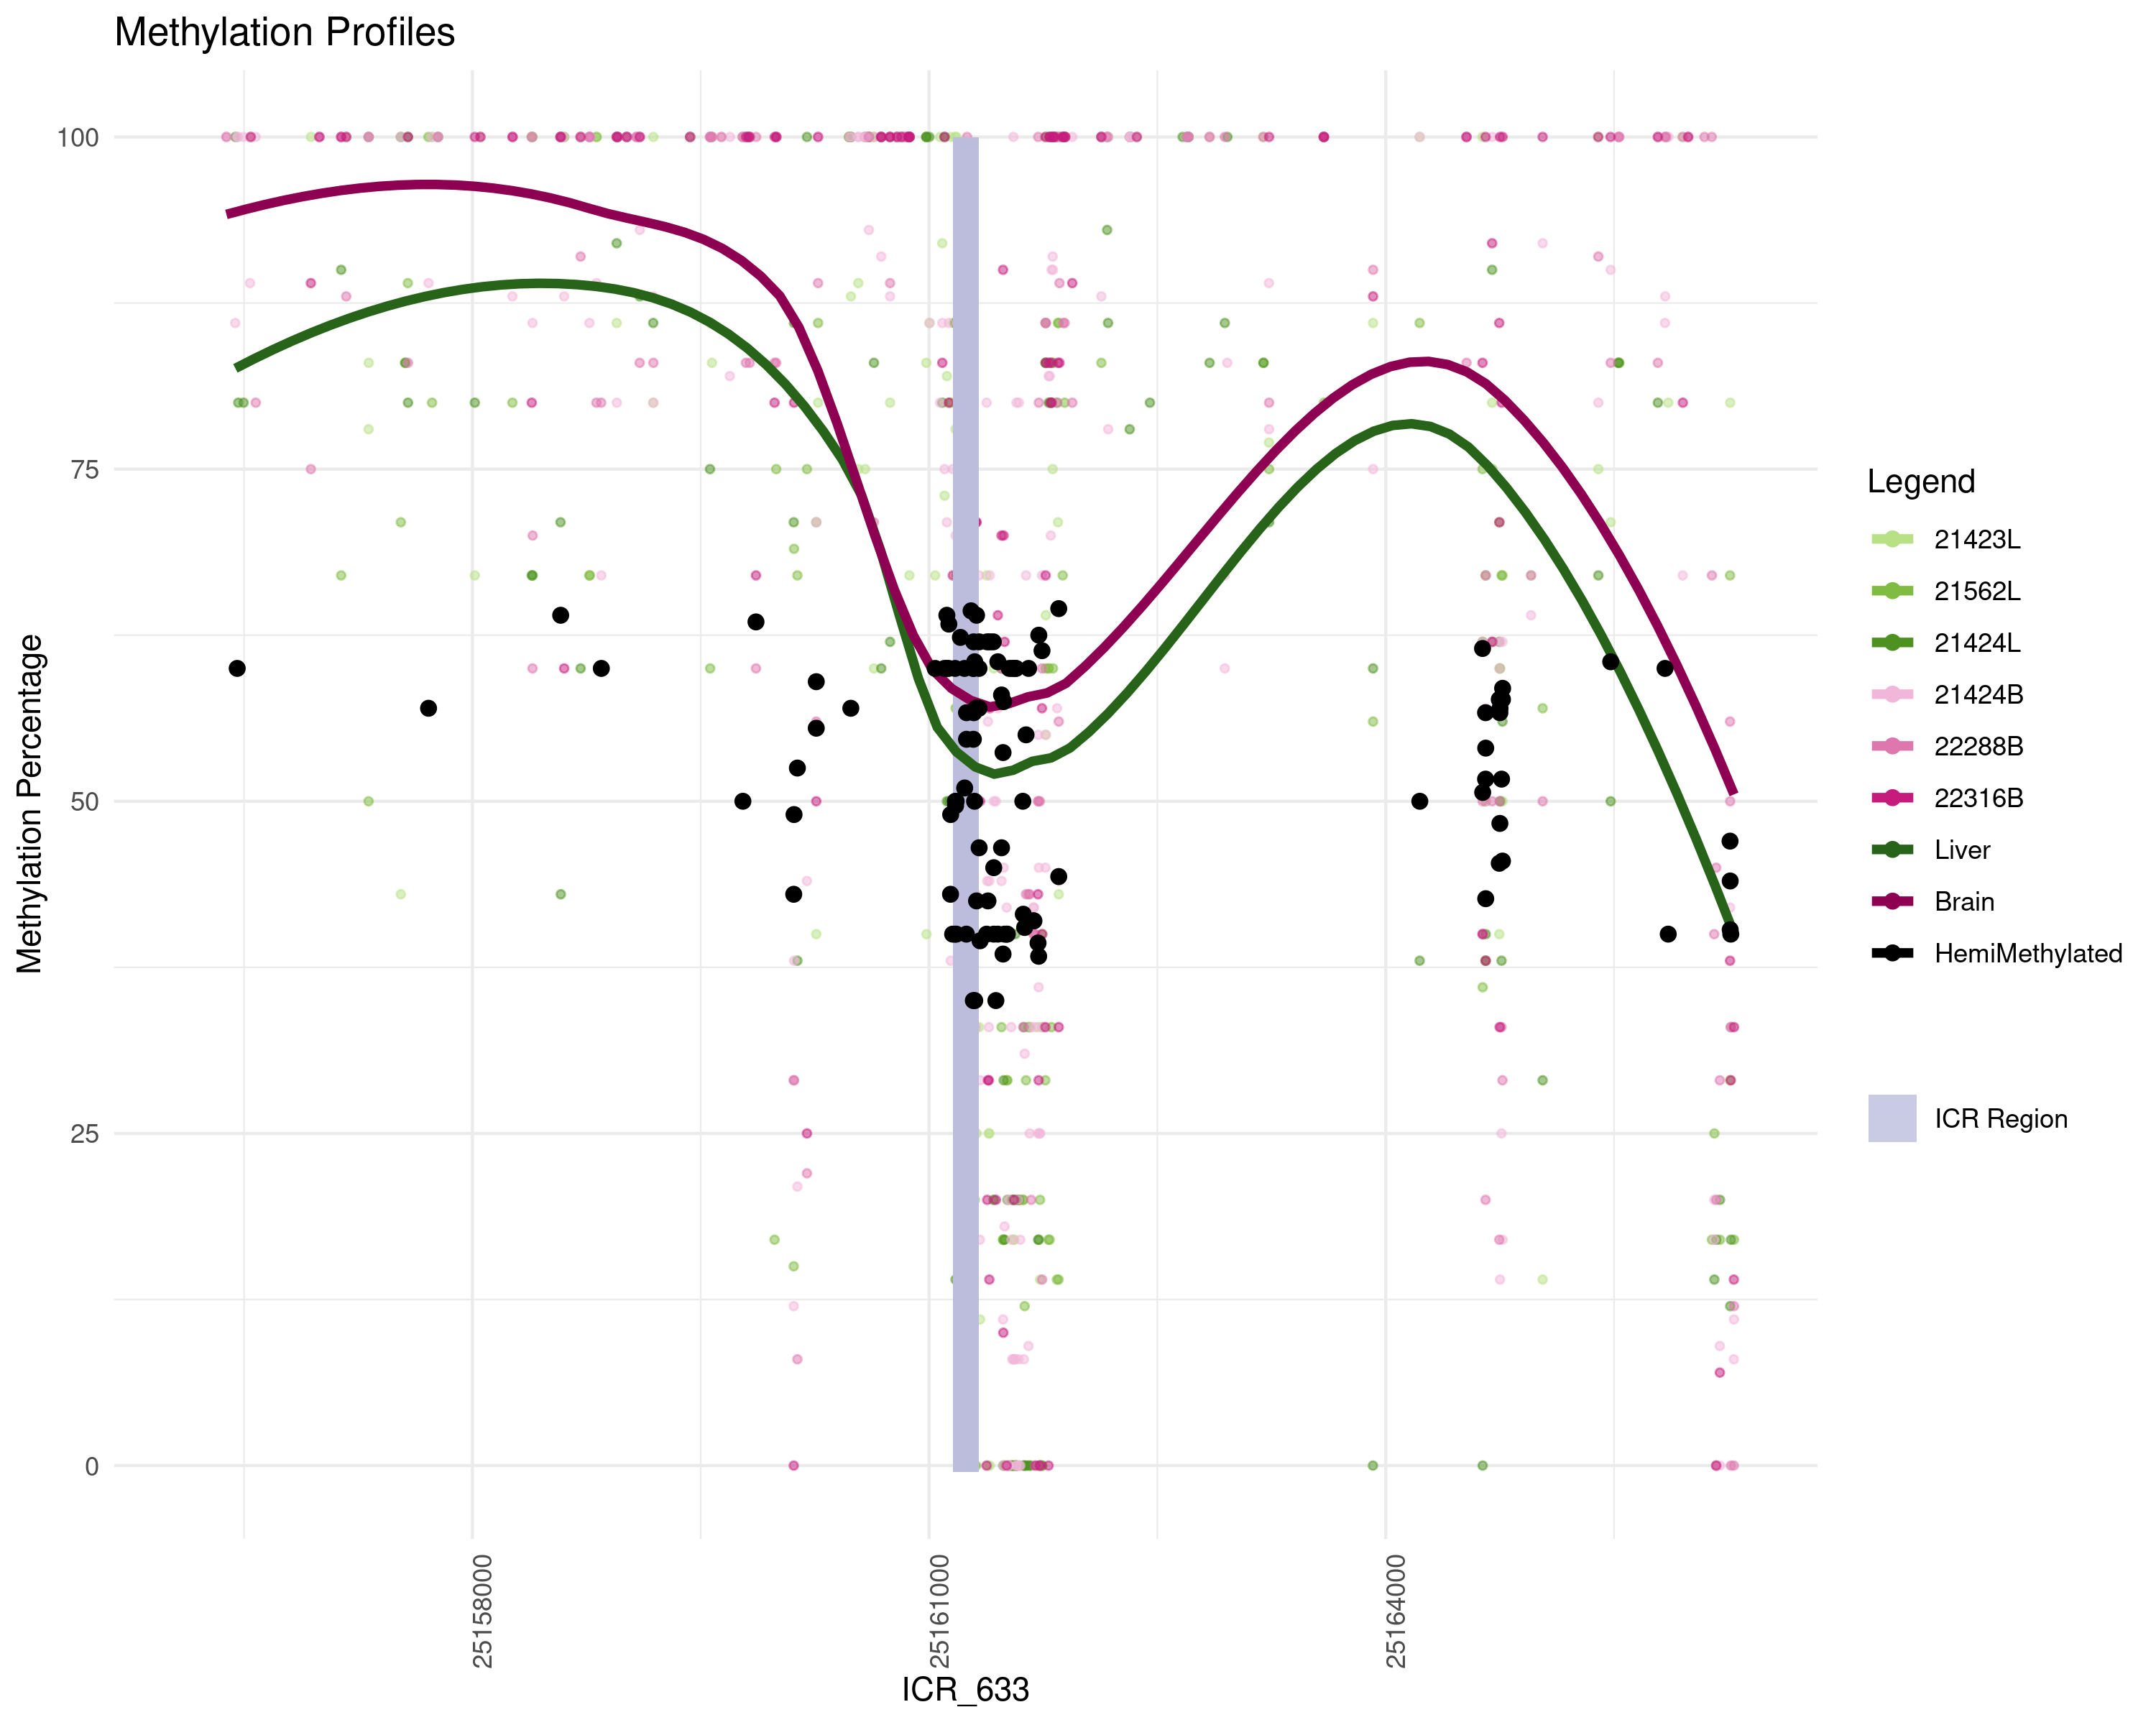 Methylation Profiles
Methylation Percentage
100
75
50
25
0
25158000
25161000
25164000
ICR_633
Legend
21423L
21562L
21424L
21424B
22288B
22316B
Liver
Brain
HemiMethylated
ICR Region